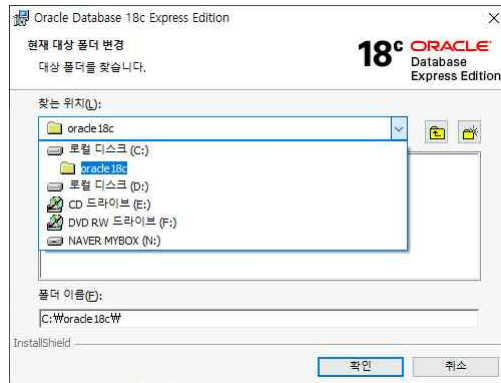 Oracle Database 18c Express Edition
현재 대상 폴더 변경
대상 폴더를 찾습니다.
18c ORACLE
Database
Express Edition
찾는 위치(L):
oracle18c
로컬 디스크 (C:)
oracle18c
로컬 디스크 (D:)
CD 드라이브 (E:)
DVD RW 드라이브 (F:)
NAVER MYBOX (N:)
폴더 이름(F):
C:₩oracle18c₩
InstallShield
확인 취소